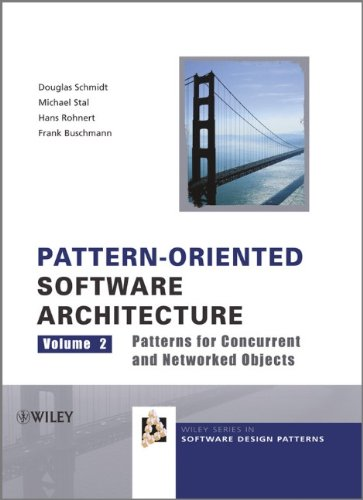 Douglas Schmidt
Michael Stal
Hans Rohnert
Frank Buschmann
PATTERN-ORIENTED
SOFTWARE
ARCHITECTURE
Volume 2
Patterns for Concurrent
and Networked Objects
WILEY
WILEY SERIES IN
SOFTWARE DESIGN PATTERNS